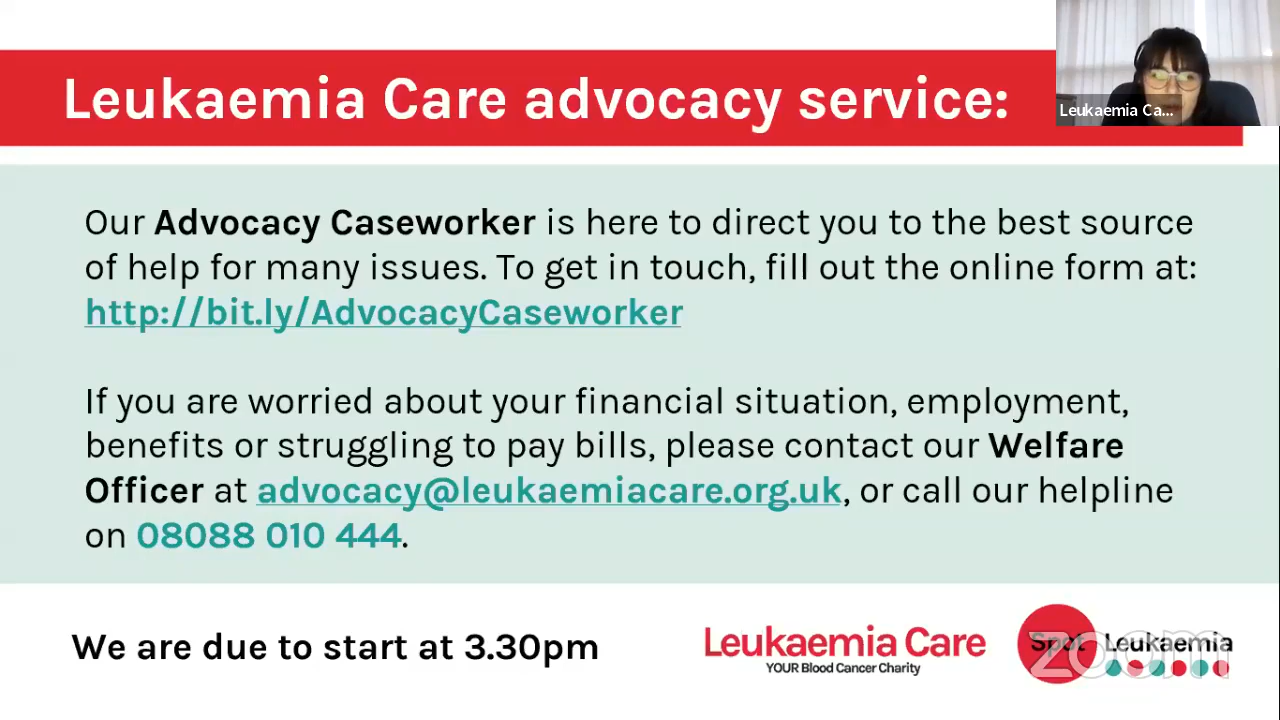 Leukaemia Care advocacy service:
Leukaemia Ca...
Our Advocacy Caseworker is here to direct you to the best source
of help for many issues. To get in touch, fill out the online form at:
http://bit.ly/AdvocacyCaseworker
If you are worried about your financial situation, employment,
benefits or struggling to pay bills, please contact our Welfare
Officer at advocacy@leukaemiacare.org.uk, or call our helpline
on 08088 010 444.
We are due to start at 3.30pm
Leukaemia Care
YOUR Blood Cancer Charity
Spot Leukaemia
zoom